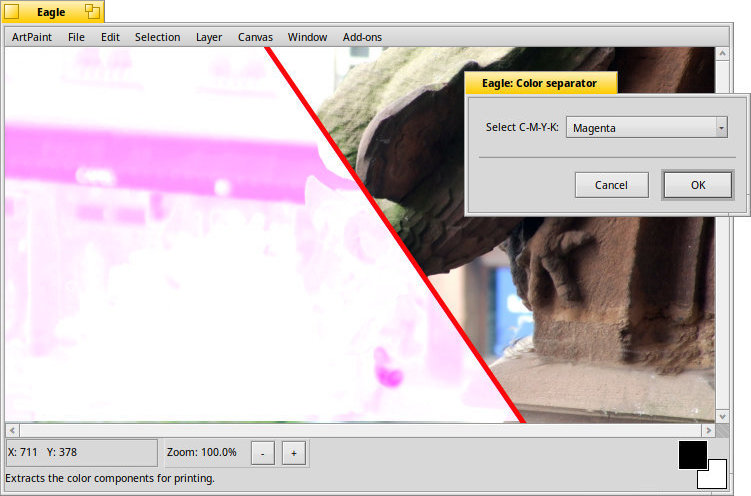 Eagle
ArtPaint File Edit Selection Layer Canvas Window Add-ons
Eagle: Color separator
Select C-M-Y-K: Magenta
Cancel OK
X: 711 Y: 378 Zoom: 100.0% - +
Extracts the color components for printing.